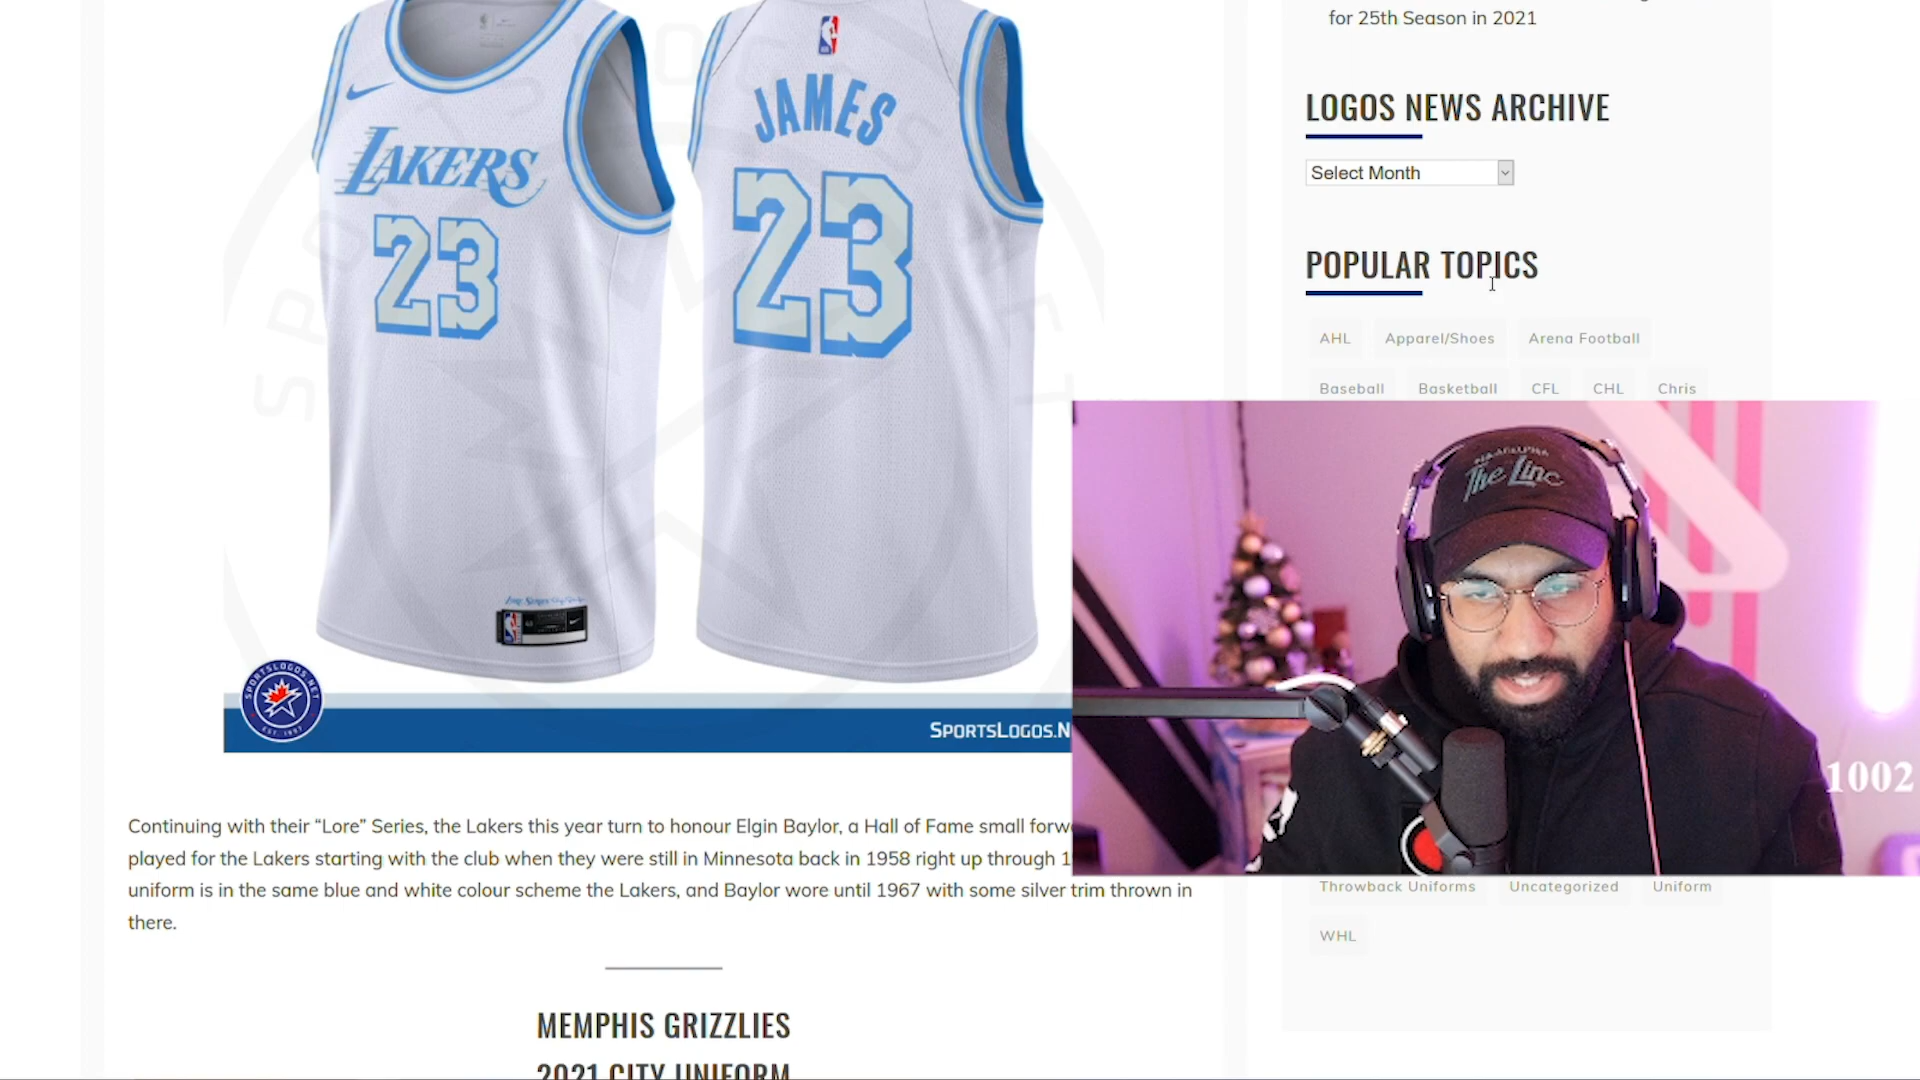 for 25th Season in 2021
LOGOS NEWS ARCHIVE
Select Month
POPULAR TOPICS
AHL Apparel/Shoes Arena Football
Baseball Basketball CFL CHL Chris
JAMES
23
LAKERS
23
SPORTSLOGOS.NET
EST. 1997
SPORTSLOGOS.N
The Linc
1002
Continuing with their “Lore” Series, the Lakers this year turn to honour Elgin Baylor, a Hall of Fame small
played for the Lakers starting with the club when they were still in Minnesota back in 1958 right up through
uniform is in the same blue and white colour scheme the Lakers, and Baylor wore until 1967 with some silver trim thrown in
there.
Throwback Uniforms Uncategorized Uniform
WHL
MEMPHIS GRIZZLIES
2021 CITY UNIFORM